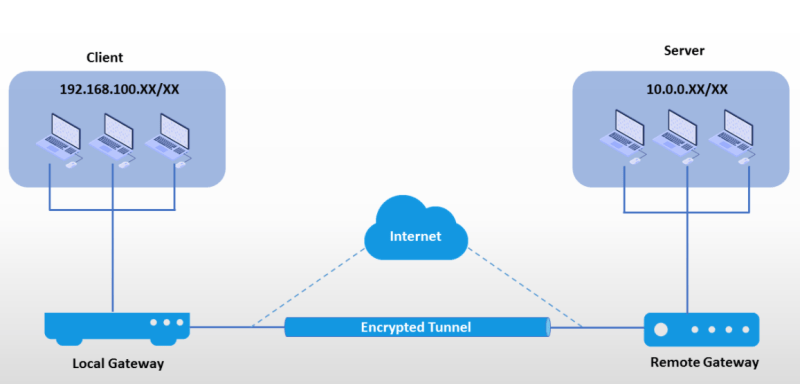 Client
Server
192.168.100.XX/XX
10.0.0.XX/XX
Internet
Encrypted Tunnel
Local Gateway
Remote Gateway